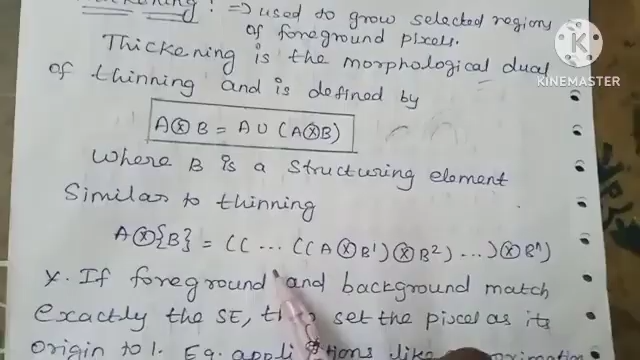 Thickening: => used to grow selected regions
of foreground pixels.
Thickening is the morphological dual
of thinning and is defined by
A⊗B = A∪(A⊗B)
Where B is a structuring element
Similar to thinning
A⊗{B} = ((... ((A⊗B¹)⊗B²)...)⊗Bⁿ)
X. If foreground and background match
exactly the SE, then set the pixel as its
origin to 1. Eg. like
KINEMASTER